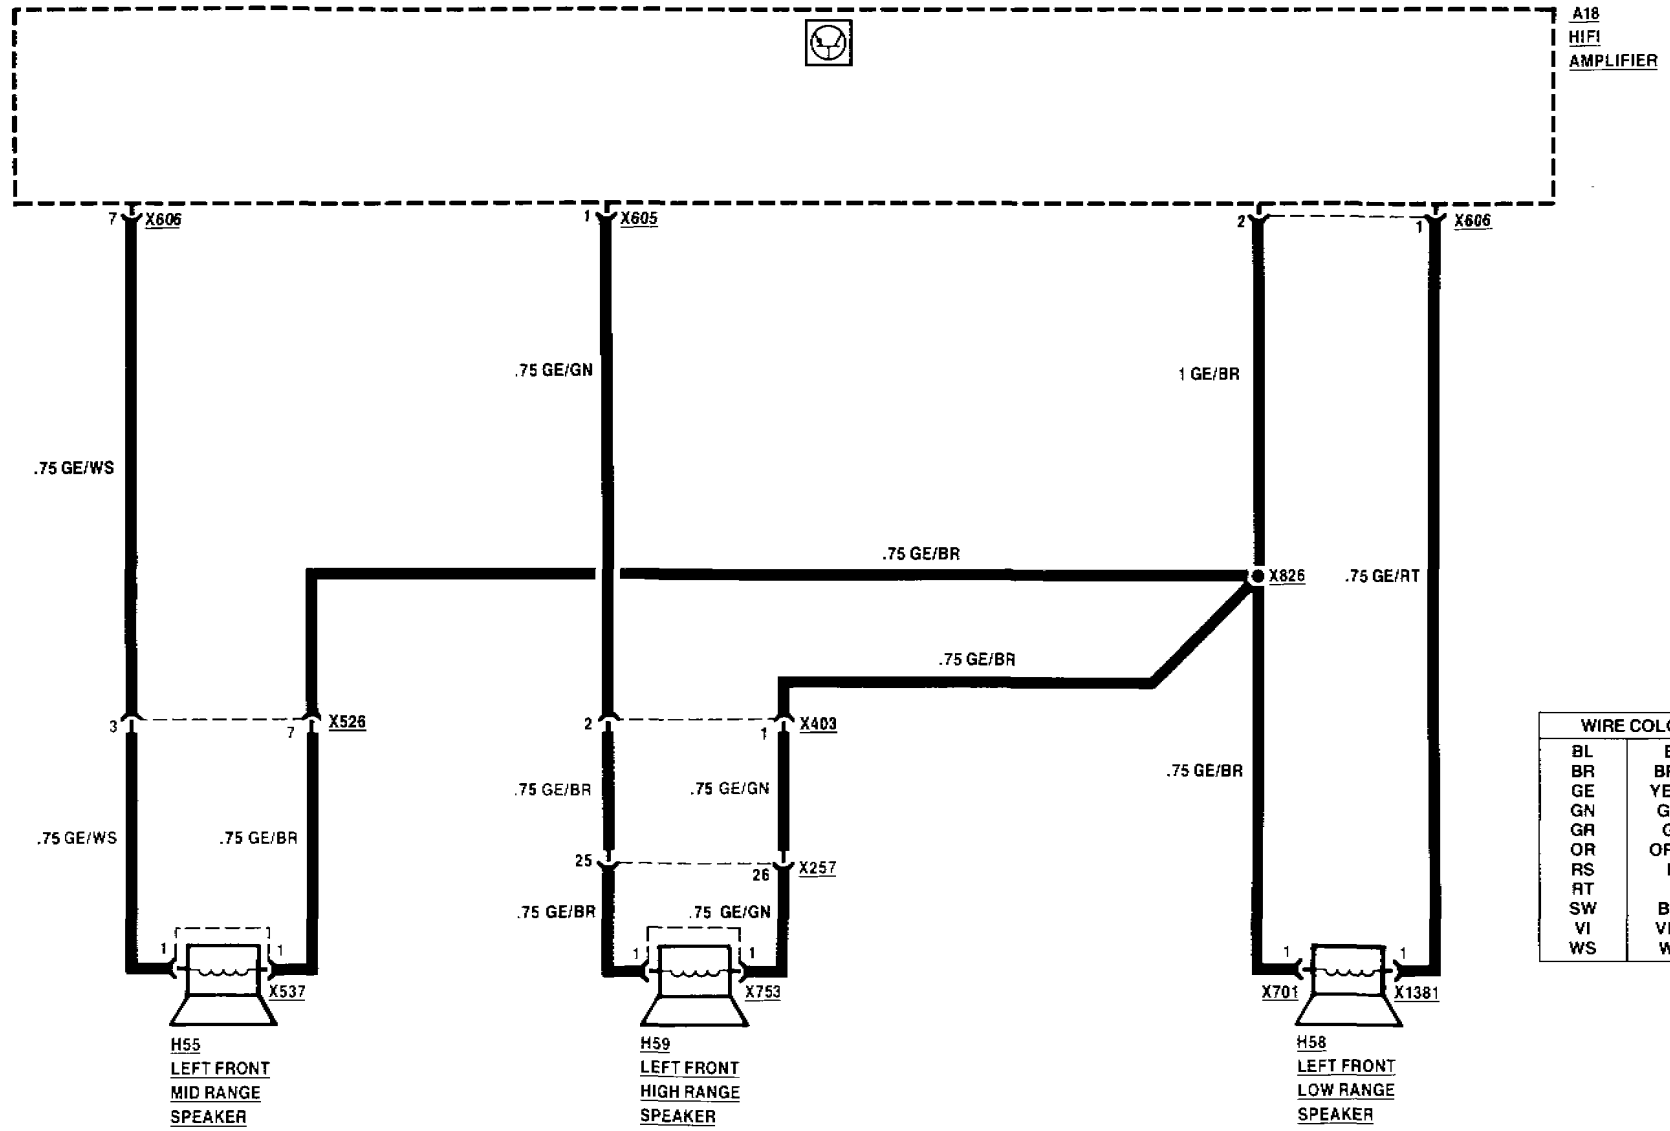 A18
HIFI
AMPLIFIER
7 X606
1 X605
2
1 X606
.75 GE/GN
1 GE/BR
.75 GE/WS
.75 GE/BR
X826
.75 GE/RT
.75 GE/BR
3
7 X526
2
1 X403
WIRE COLO
BL
BR
GE
GN
GR
OR
RS
RT
SW
VI
WS
.75 GE/BR
.75 GE/GN
.75 GE/BR
.75 GE/WS
.75 GE/BR
25
26 X257
.75 GE/BR
.75 GE/GN
1
1
X537
1
1
X753
1
1
X701
X1381
H55
LEFT FRONT
MID RANGE
SPEAKER
H59
LEFT FRONT
HIGH RANGE
SPEAKER
H58
LEFT FRONT
LOW RANGE
SPEAKER